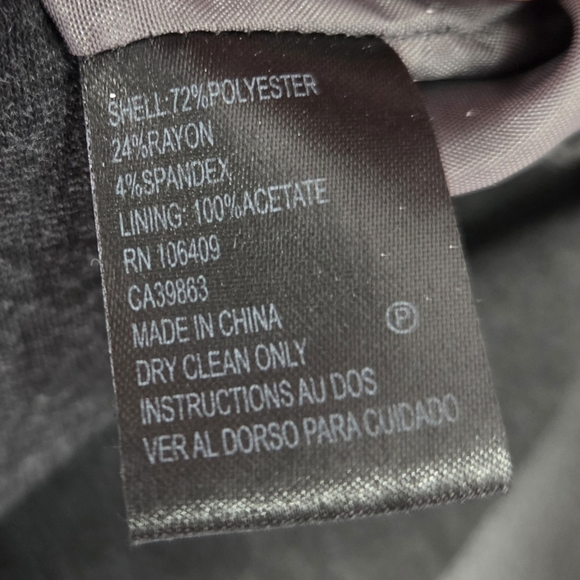 SHELL:72%POLYESTER
24%RAYON
4%SPANDEX
LINING: 100%ACETATE
RN 106409
CA39863
MADE IN CHINA
P
DRY CLEAN ONLY
INSTRUCTIONS AU DOS
VER AL DORSO PARA CUIDADO